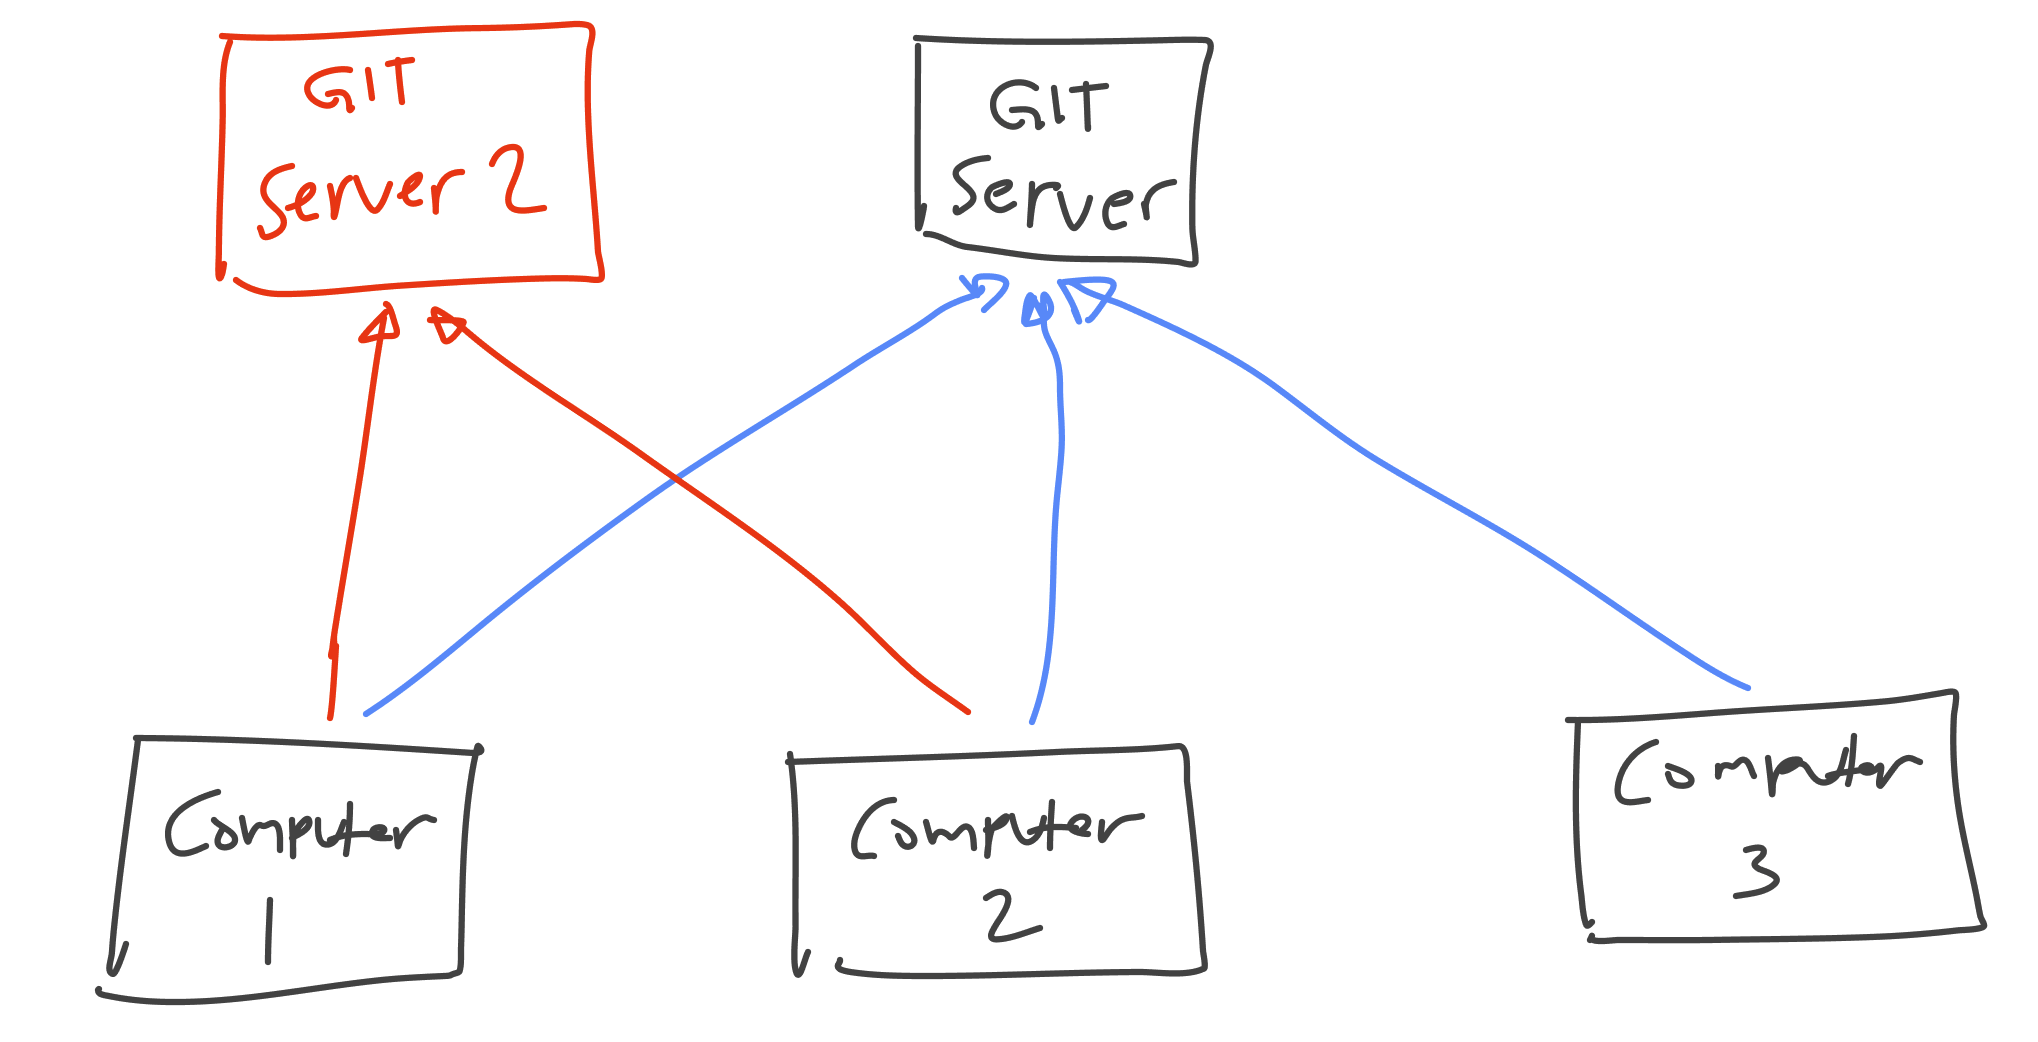 GIT
Server 2
GIT
Server
Computer
1
Computer
2
Computer
3